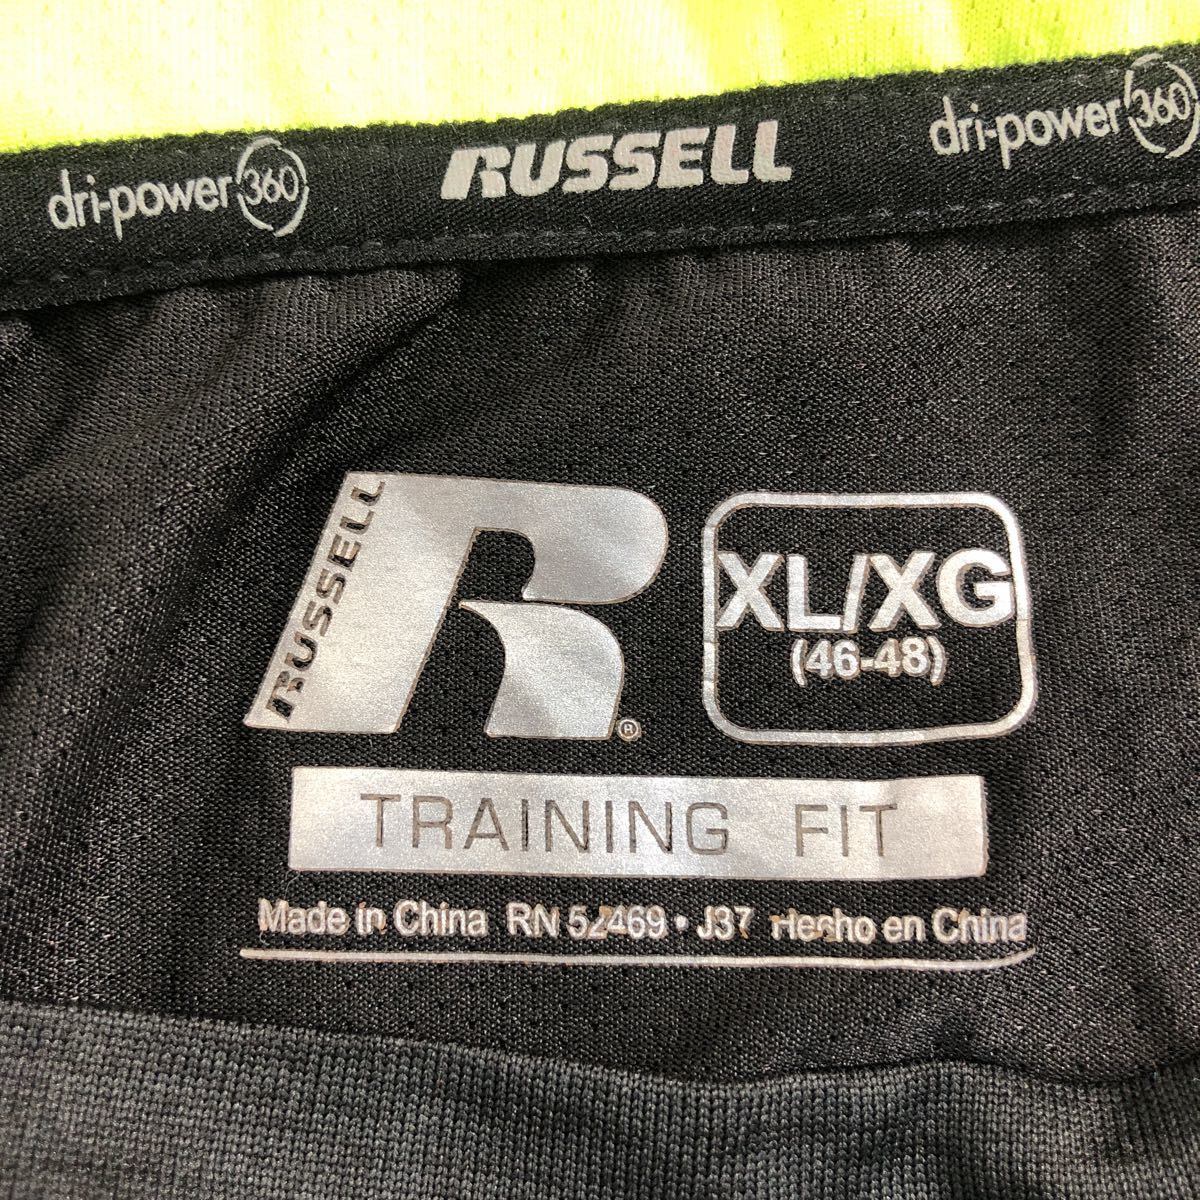 dri-power 360 RUSSELL dri-power 360
RUSSELL
R®
XL/XG
(46-48)
TRAINING FIT
Made in China RN 52469 • J37 Hecho en China